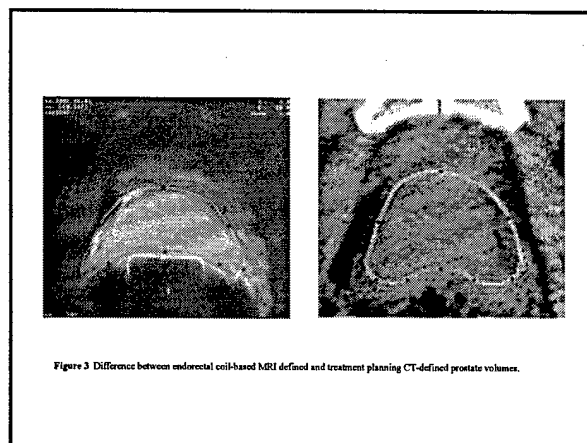 Figure 3 Difference between endorectal coil-based MRI defined and treatment planning CT-defined prostate volumes.